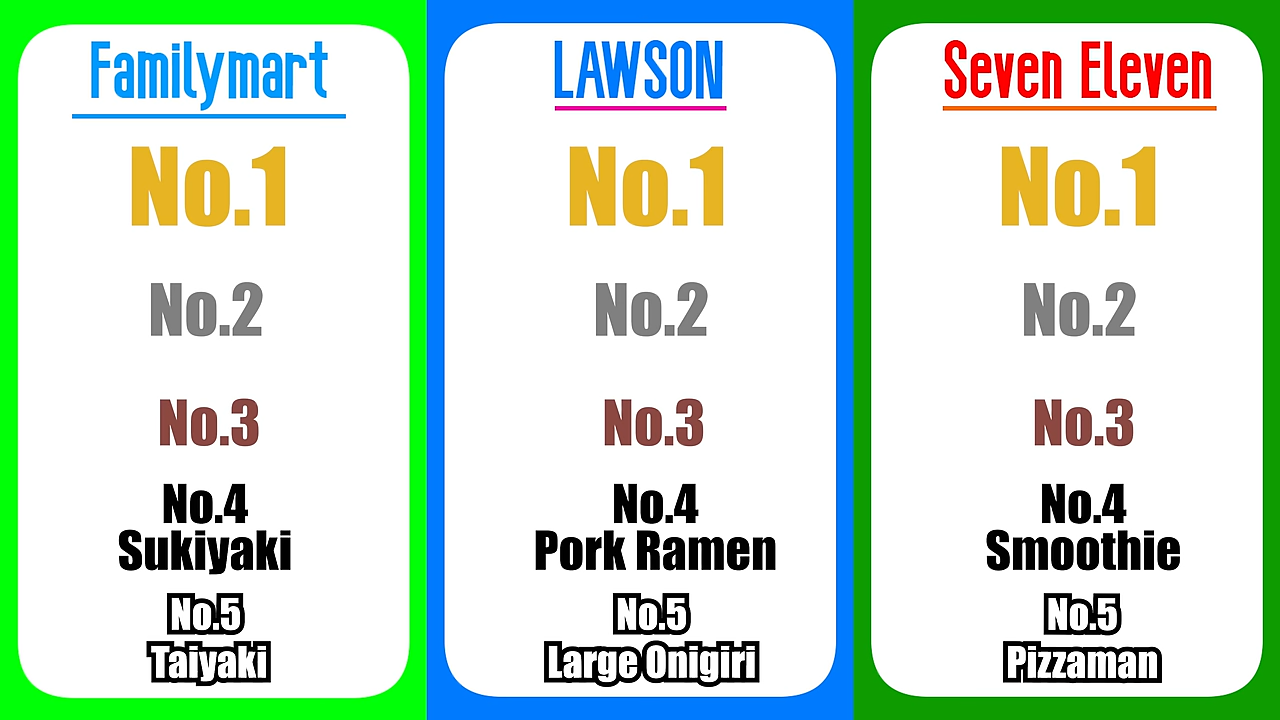 Familymart
No.1
No.2
No.3
No.4
Sukiyaki
No.5
Taiyaki
LAWSON
No.1
No.2
No.3
No.4
Pork Ramen
No.5
Large Onigiri
Seven Eleven
No.1
No.2
No.3
No.4
Smoothie
No.5
Pizzaman